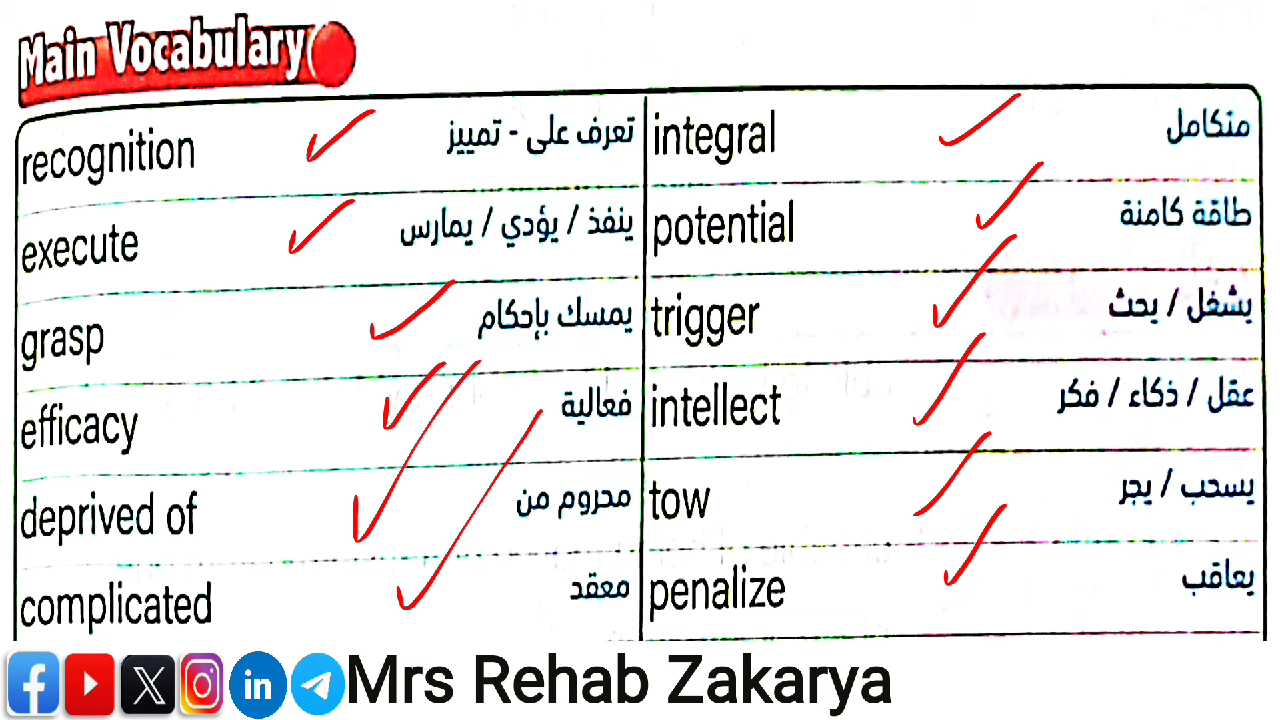 Main Vocabulary
recognition تعرف على - تمييز
integral متكامل
execute ينفذ / يؤدي / يمارس
potential طاقة كامنة
grasp يمسك بإحكام
trigger يشغل / يحث
efficacy فعالية
intellect عقل / ذكاء / فكر
deprived of محروم من
tow يسحب / يجر
complicated معقد
penalize يعاقب
Mrs Rehab Zakarya